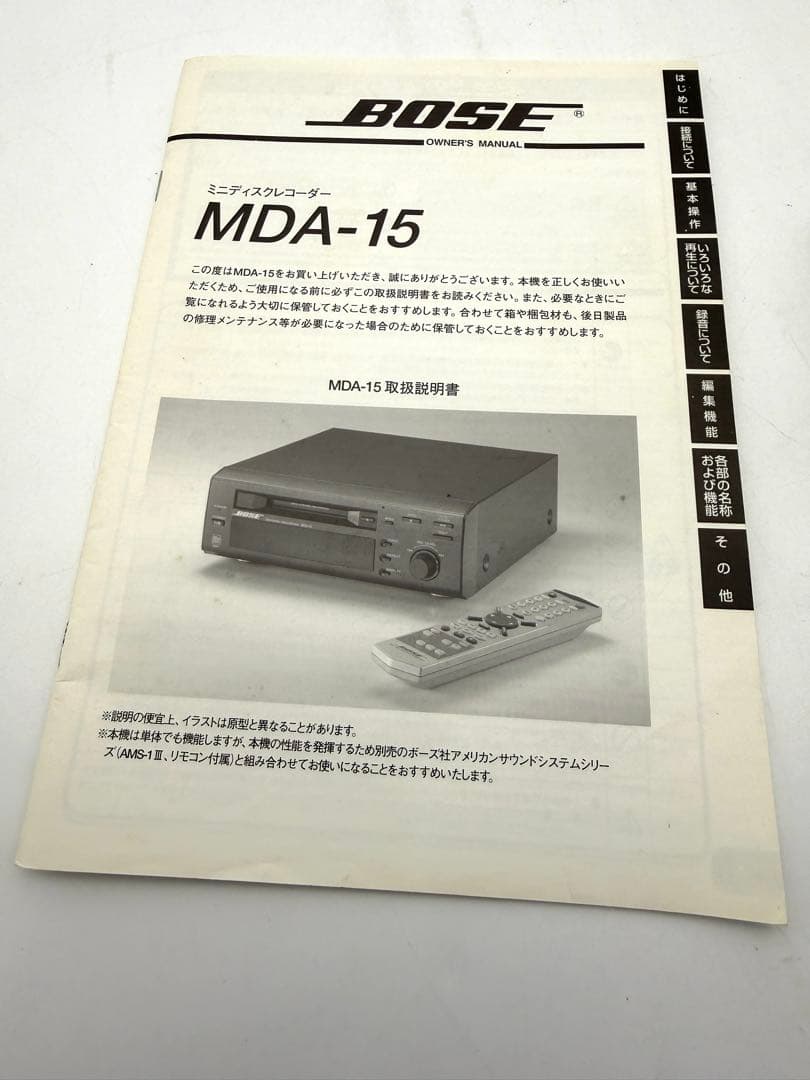 BOSE®
OWNER'S MANUAL
ミニディスクレコーダー
MDA-15
この度はMDA-15をお買い上げいただき、誠にありがとうございます。本機を正しくお使いい
ただくため、ご使用になる前に必ずこの取扱説明書をお読みください。また、必要なときにご
覧になれるよう大切に保管しておくことをおすすめします。合わせて箱や梱包材も、後日製品
の修理メンテナンス等が必要になった場合のために保管しておくことをおすすめします。
MDA-15 取扱説明書
BOSE
BOSE
※説明の便宜上、イラストは原型と異なることがあります。
※本機は単体でも機能しますが、本機の性能を発揮するため別売のボーズ社アメリカンサウンドシステムシリー
ズ(AMS-1Ⅲ、リモコン付属)と組み合わせてお使いになることをおすすめいたします。
はじめに
接続について
基本操作
いろいろな
再生について
録音について
編集機能
各部の名称
および機能
その他